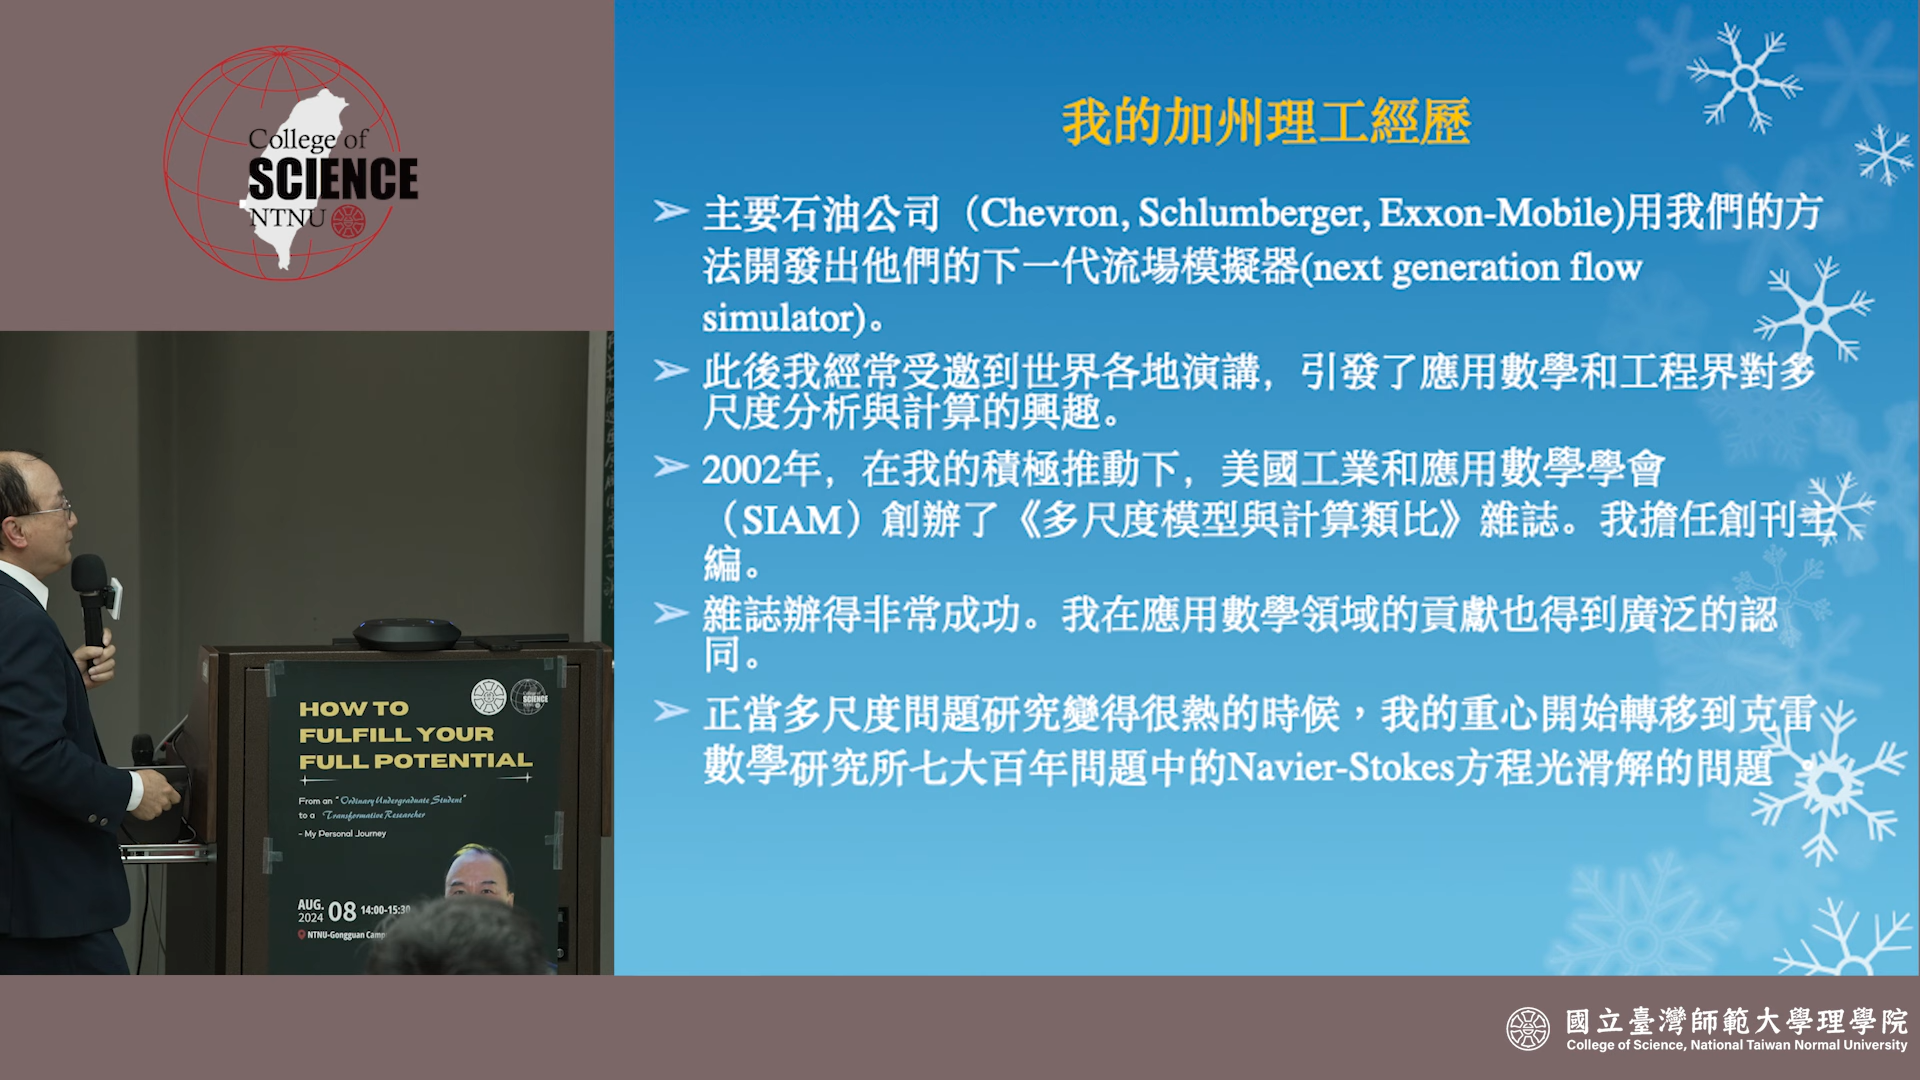 College of
SCIENCE
NTNU
我的加州理工經歷
主要石油公司（Chevron, Schlumberger, Exxon-Mobile)用我們的方
法開發出他們的下一代流場模擬器(next generation flow
simulator)。
此後我經常受邀到世界各地演講，引發了應用數學和工程界對多
尺度分析與計算的興趣。
2002年，在我的積極推動下，美國工業和應用數學學會
（SIAM）創辦了《多尺度模型與計算類比》雜誌。我擔任創刊主
編。
雜誌辦得非常成功。我在應用數學領域的貢獻也得到廣泛的認
同。
正當多尺度問題研究變得很熱的時候，我的重心開始轉移到克雷
數學研究所七大百年問題中的Navier-Stokes方程光滑解的問題。
HOW TO
FULFILL YOUR
FULL POTENTIAL
From an "Ordinary Undergraduate Student"
to a Transformative Researcher
- My Personal Journey
AUG.
2024 08 14:00-15:30
NTNU-Gongguan
國立臺灣師範大學理學院
College of Science, National Taiwan Normal University